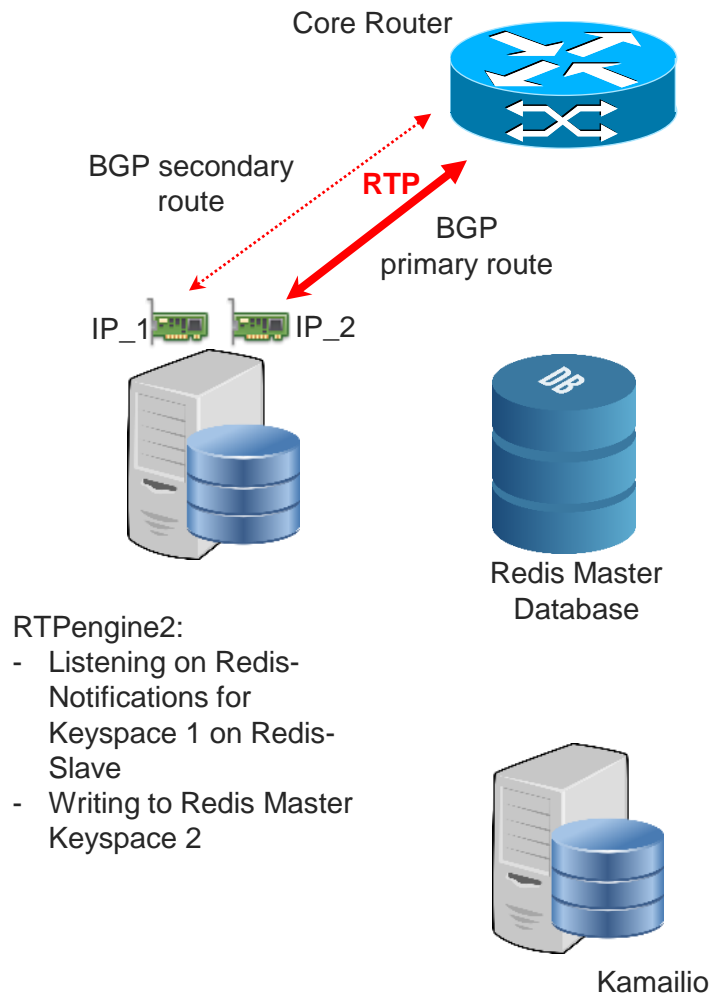 Core Router
BGP secondary
route
RTP
BGP
primary route
IP_1
IP_2
DB
Redis Master
Database
RTPengine2:
- Listening on Redis-
Notifications for
Keyspace 1 on Redis-
Slave
- Writing to Redis Master
Keyspace 2
Kamailio